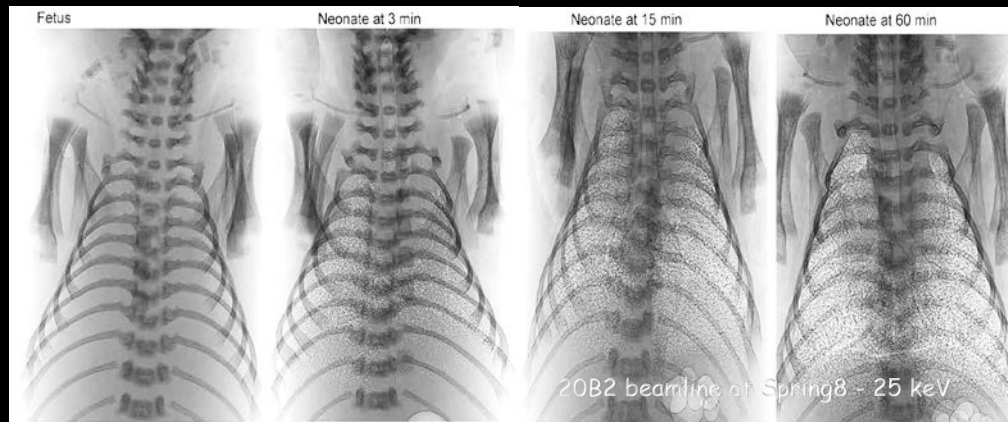 Fetus
Neonate at 3 min
Neonate at 15 min
Neonate at 60 min
20B2 beamline at Spring8 - 25 keV